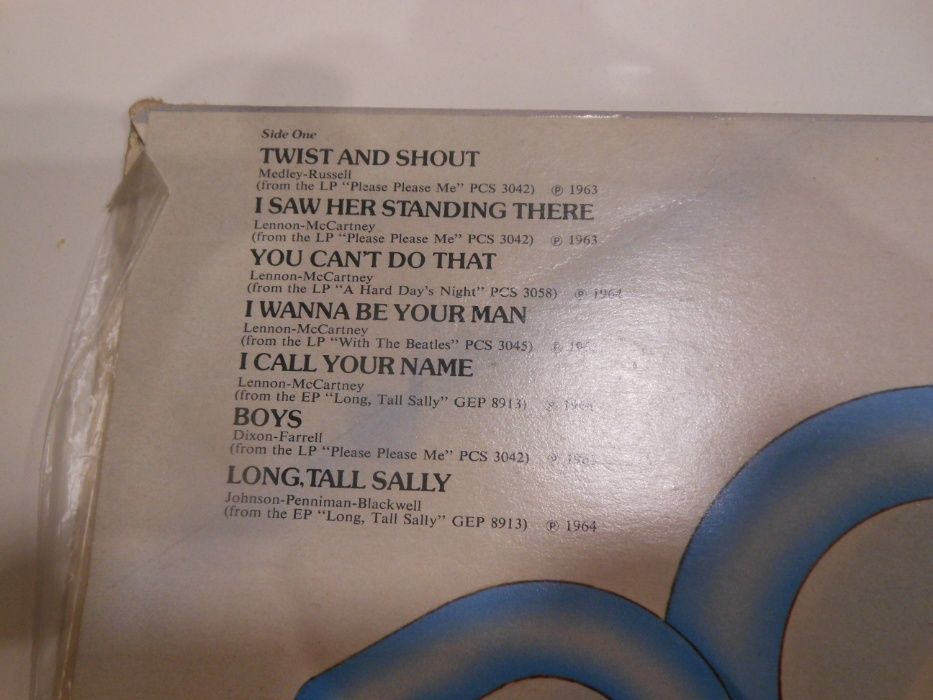 Side One
TWIST AND SHOUT
Medley-Russell
(from the LP "Please Please Me" PCS 3042) ℗ 1963
I SAW HER STANDING THERE
Lennon-McCartney
(from the LP "Please Please Me" PCS 3042) ℗ 1963
YOU CAN'T DO THAT
Lennon-McCartney
(from the LP "A Hard Day's Night" PCS 3058) ℗ 1964
I WANNA BE YOUR MAN
Lennon-McCartney
(from the LP "With The Beatles" PCS 3045) ℗
I CALL YOUR NAME
Lennon-McCartney
(from the EP "Long, Tall Sally" GEP 8913) ℗ 1964
BOYS
Dixon-Farrell
(from the LP "Please Please Me" PCS 3042) ℗ 1963
LONG, TALL SALLY
Johnson-Penniman-Blackwell
(from the EP "Long, Tall Sally" GEP 8913) ℗ 1964